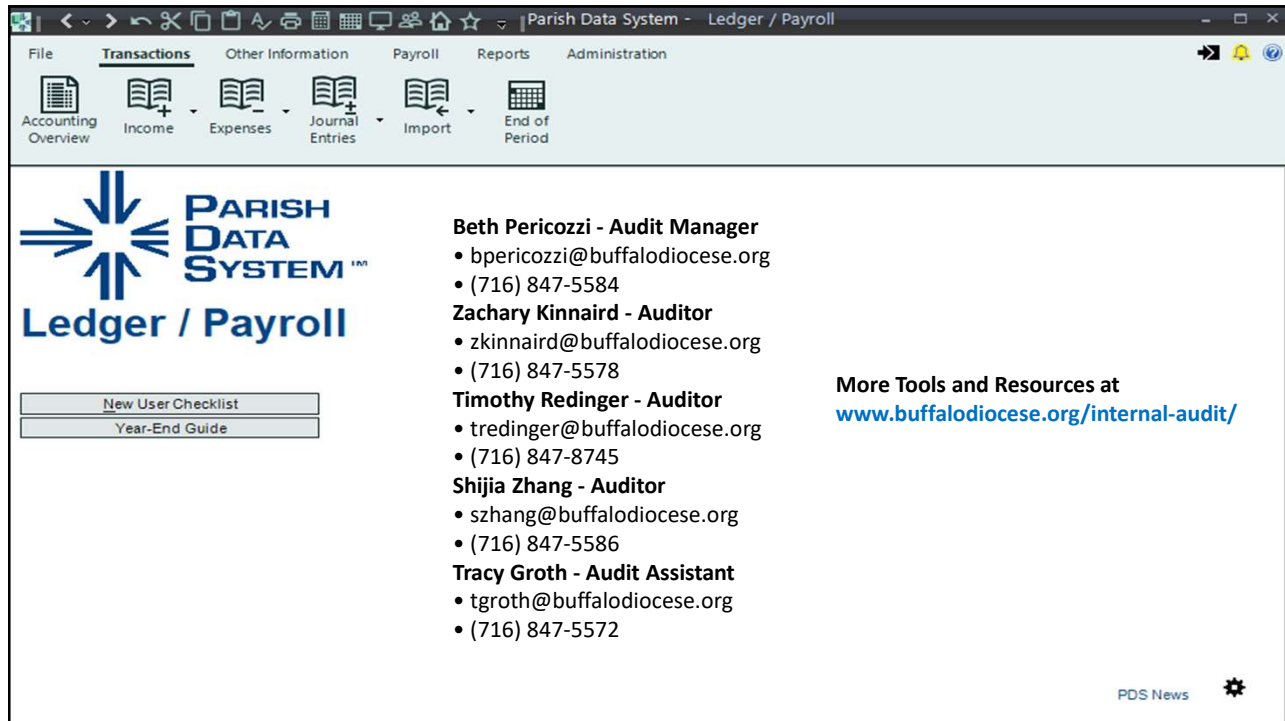 Parish Data System - Ledger / Payroll
File Transactions Other Information Payroll Reports Administration
Accounting Overview
Income
Expenses
Journal Entries
Import
End of Period
PARISH
DATA
SYSTEM™
Ledger / Payroll
New User Checklist
Year-End Guide
Beth Pericozzi - Audit Manager
• bpericozzi@buffalodiocese.org
• (716) 847-5584
Zachary Kinnaird - Auditor
• zkinnaird@buffalodiocese.org
• (716) 847-5578
Timothy Redinger - Auditor
• tredinger@buffalodiocese.org
• (716) 847-8745
Shijia Zhang - Auditor
• szhang@buffalodiocese.org
• (716) 847-5586
Tracy Groth - Audit Assistant
• tgroth@buffalodiocese.org
• (716) 847-5572
More Tools and Resources at
www.buffalodiocese.org/internal-audit/
PDS News